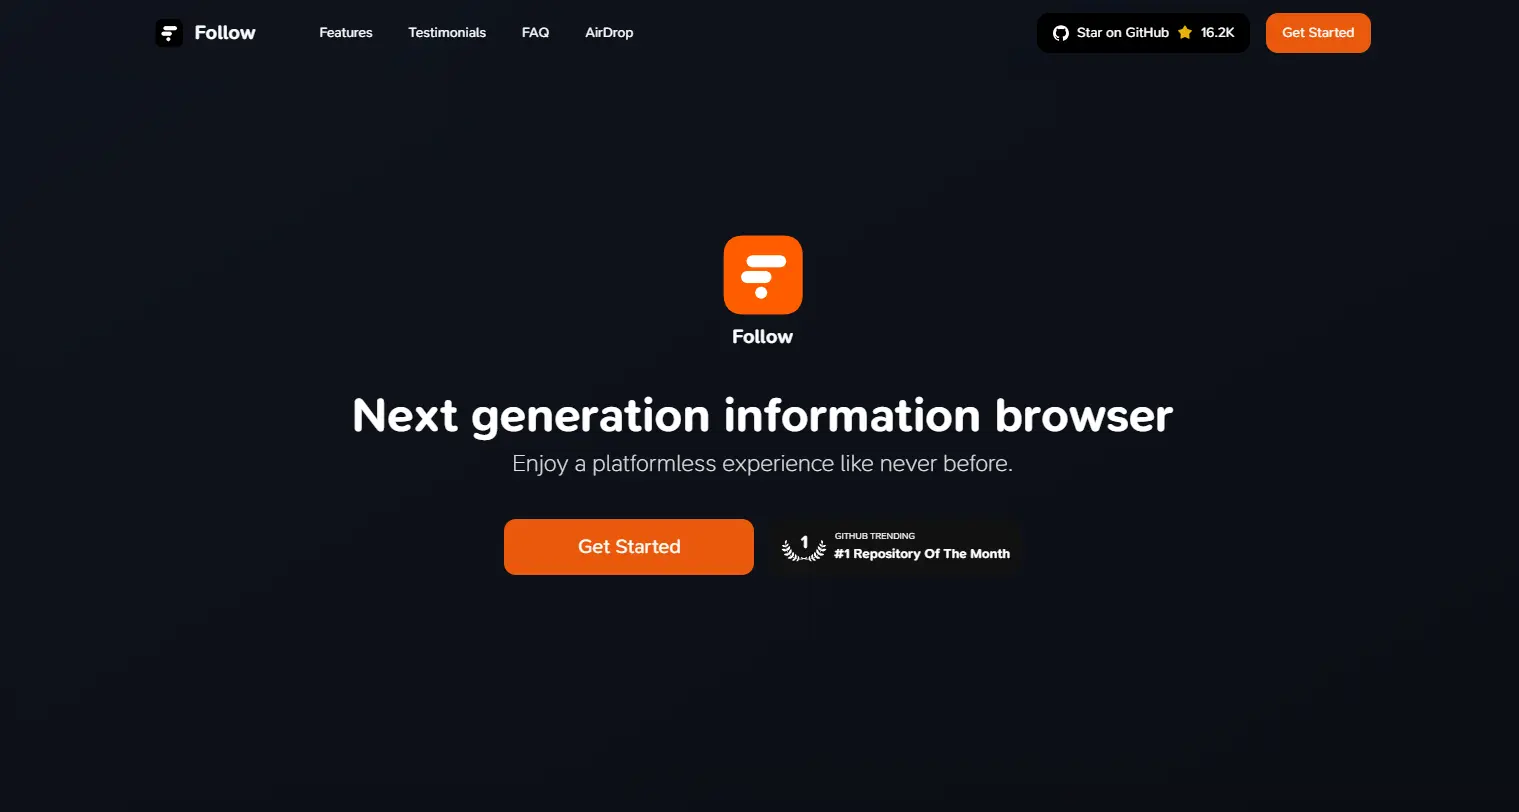 Follow
Features
Testimonials
FAQ
AirDrop
Star on GitHub
16.2K
Get Started
Follow
Next generation information browser
Enjoy a platformless experience like never before.
Get Started
1
GITHUB TRENDING
#1 Repository Of The Month